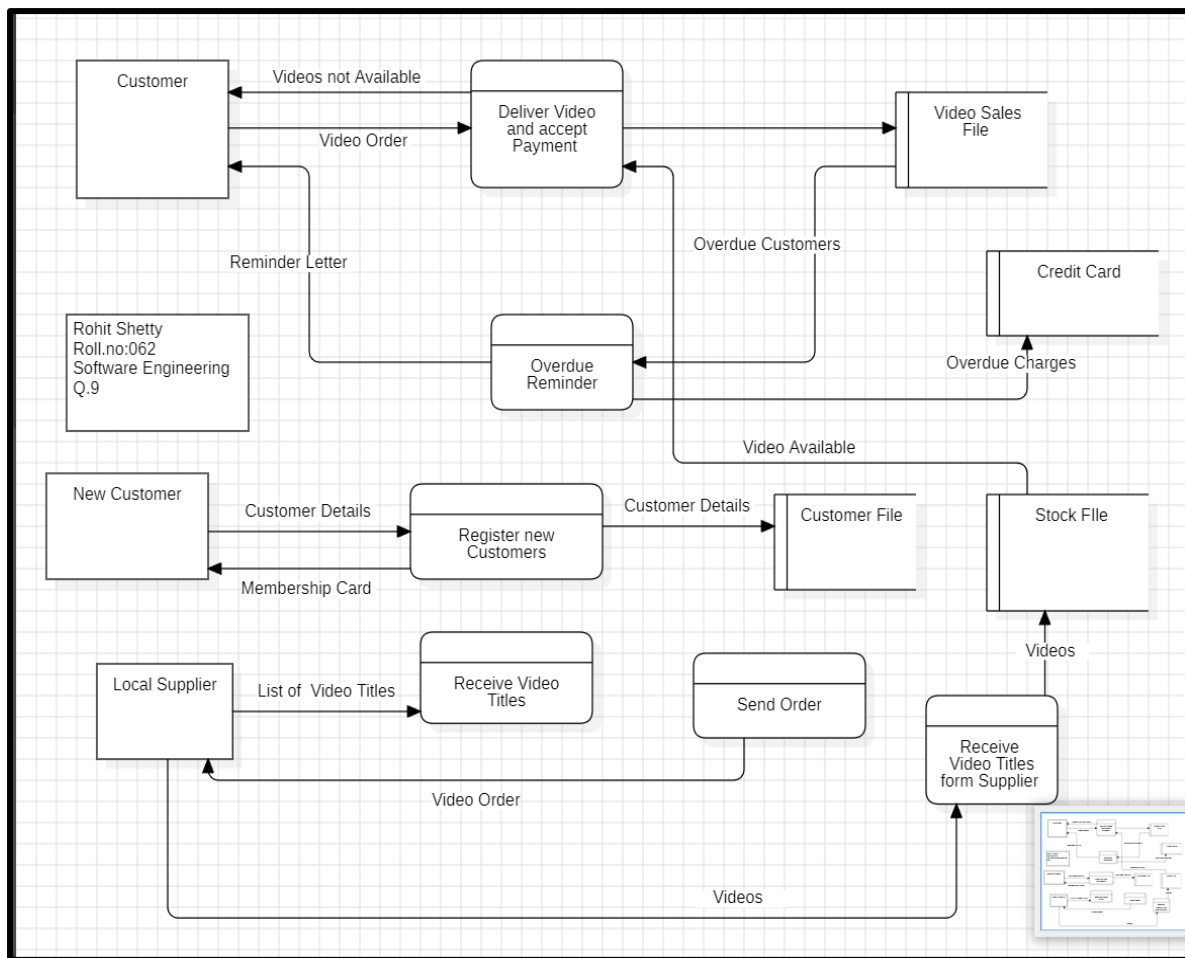 Customer
Videos not Available
Video Order
Deliver Video
and accept
Payment
Video Sales
File
Overdue Customers
Reminder Letter
Credit Card
Rohit Shetty
Roll.no:062
Software Engineering
Q.9
Overdue
Reminder
Overdue Charges
Video Available
New Customer
Customer Details
Register new
Customers
Customer Details
Customer File
Stock FIle
Membership Card
Local Supplier
List of Video Titles
Receive Video
Titles
Send Order
Videos
Receive
Video Titles
form Supplier
Video Order
Videos